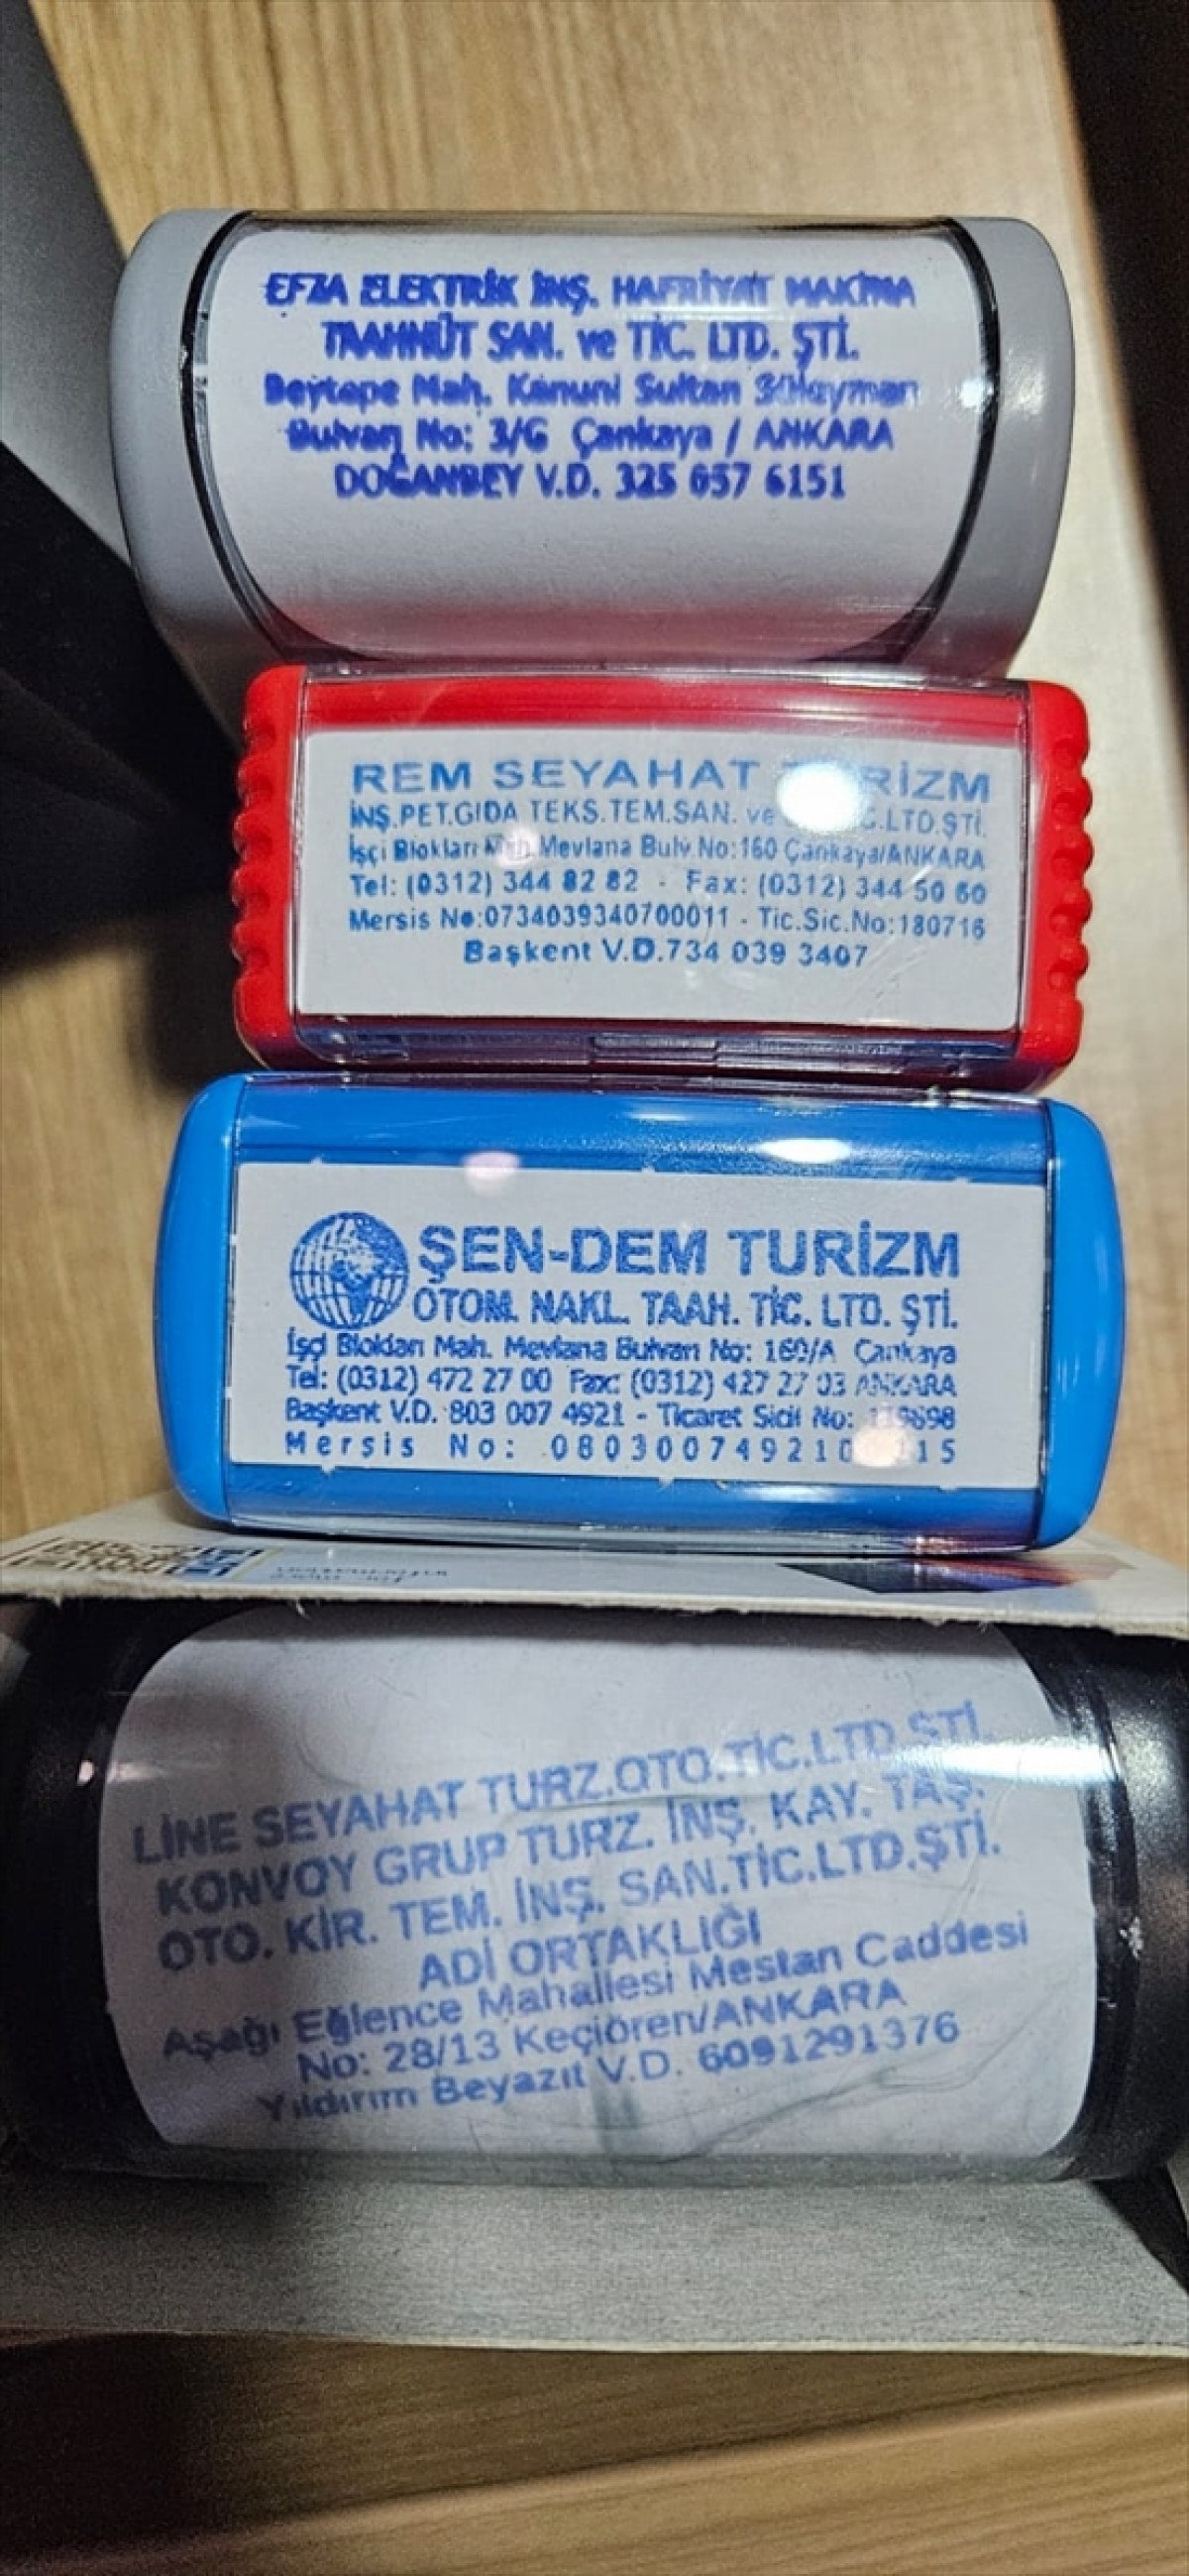 EFZA ELEKTRİK İNŞ. HAFRİYAT MAKİNA
TAAHHÜT SAN. ve TİC. LTD. ŞTİ.
Beytepe Mah. Kanuni Sultan Süleyman
Bulvarı No: 3/G Çankaya / ANKARA
DOĞANBEY V.D. 325 657 6151
REM SEYAHAT
İNŞ.PET.GIDA TEKS.TEM.SAN. ve
İşçi Blokları Mah. Mevlana Bulv.No:160 Çankaya/ANKARA
Tel: (0312) 344 82 82 - Fax: (0312) 344 50 60
Mersis No:0734039340700011 - Tic.Sic.No:180716
Başkent V.D.734 039 3407
ŞEN-DEM TURİZM
OTOM. NAKL. TAAH. TİC. LTD. ŞTİ.
İşçi Blokları Mah. Mevlana Bulvarı No: 160/A Çankaya
Tel: (0312) 472 27 00 Fax: (0312) 427 27 03 ANKARA
Başkent V.D. 803 007 4921 - Ticaret Sicil No:
Mersis No:
for more
information
LİNE SEYAHAT TURZ.OTO.TİC.LTD.ŞTİ.
KONVOY GRUP TURZ. İNŞ. KAY. TAŞ.
OTO. KİR. TEM. İNŞ. SAN.TİC.LTD.ŞTİ.
ADİ ORTAKLIĞI
Aşağı Eğlence Mahallesi Mestan Caddesi
No: 28/13 Keçiören/ANKARA
Yıldırım Beyazıt V.D. 6091291376